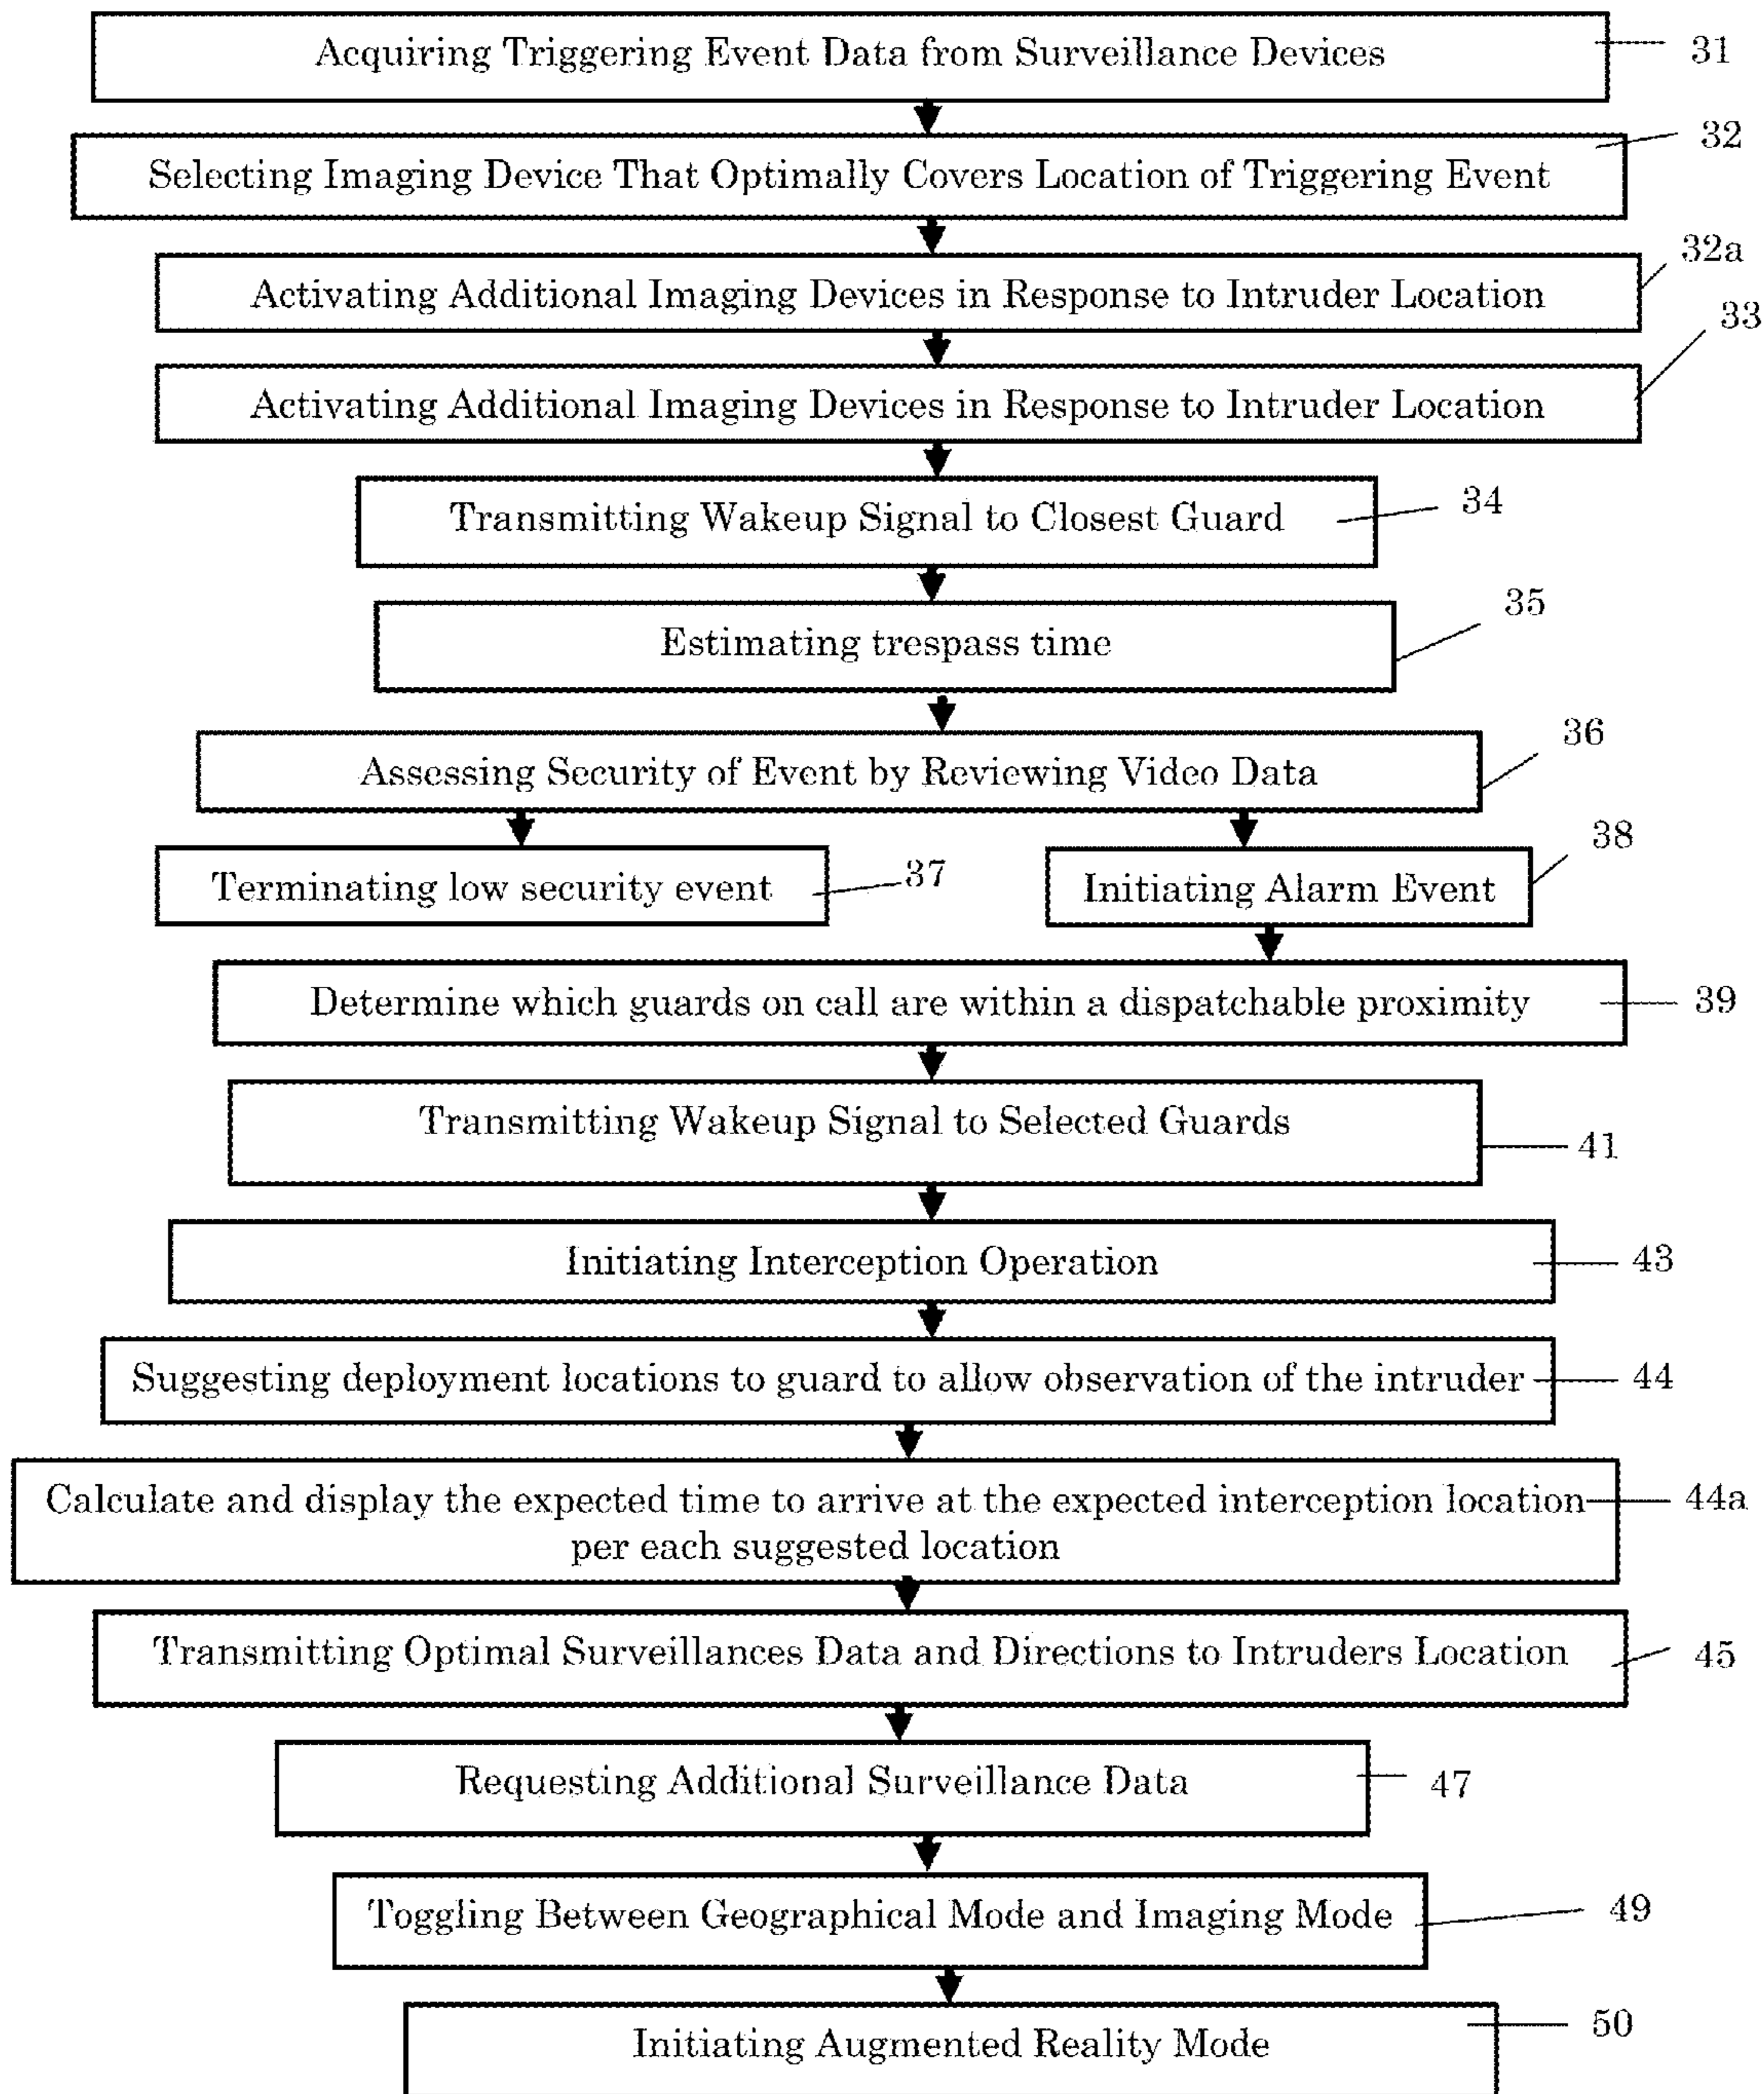 Acquiring Triggering Event Data from Surveillance Devices
31
32
Selecting Imaging Device That Optimally Covers Location of Triggering Event
32a
Activating Additional Imaging Devices in Response to Intruder Location
33
Activating Additional Imaging Devices in Response to Intruder Location
Transmitting Wakeup Signal to Closest Guard
34
35
Estimating trespass time
36
Assessing Security of Event by Reviewing Video Data
38
Terminating low security event
37
Initiating Alarm Event
Determine which guards on call are within a dispatchable proximity
39
Transmitting Wakeup Signal to Selected Guards
41
Initiating Interception Operation
43
Suggesting deployment locations to guard to allow observation of the intruder
44
Calculate and display the expected time to arrive at the expected interception location
44a
per each suggested location
Transmitting Optimal Surveillances Data and Directions to Intruders Location
45
Requesting Additional Surveillance Data
47
Toggling Between Geographical Mode and Imaging Mode
49
Initiating Augmented Reality Mode
50